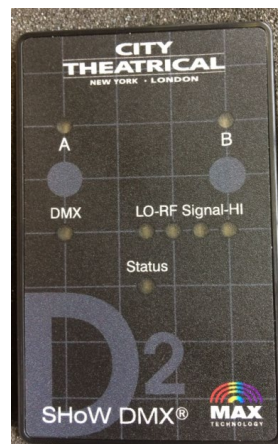 CITY
THEATRICAL
NEW YORK • LONDON
A B
DMX LO-RF Signal-HI
Status
D2
SHoW DMX®
MAX
TECHNOLOGY